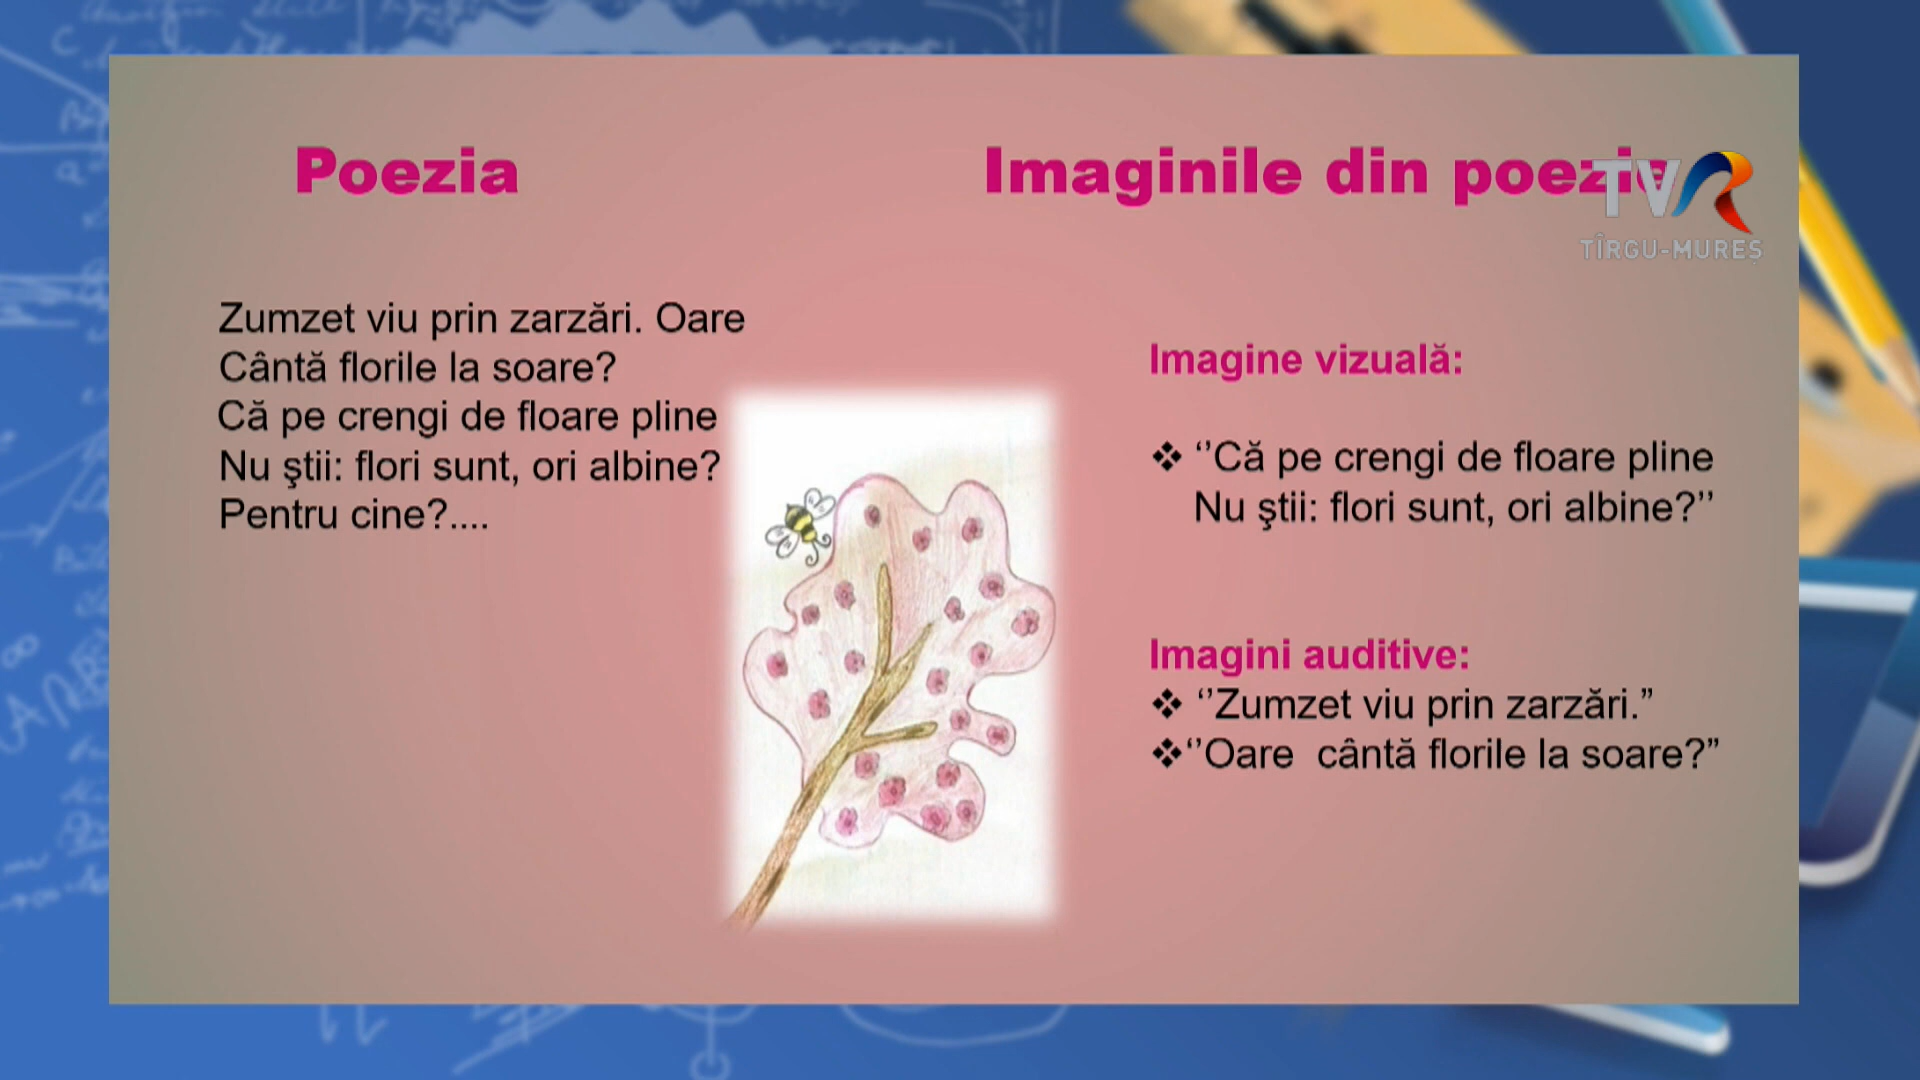 Poezia
Zumzet viu prin zarzări. Oare
Cântă florile la soare?
Că pe crengi de floare pline
Nu ştii: flori sunt, ori albine?
Pentru cine?....
Imaginile din poezie
TVR
TÎRGU-MUREȘ
Imagine vizuală:
❖ ‘’Că pe crengi de floare pline
Nu ştii: flori sunt, ori albine?’’
Imagini auditive:
❖ ‘’Zumzet viu prin zarzări.”
❖‘’Oare cântă florile la soare?”